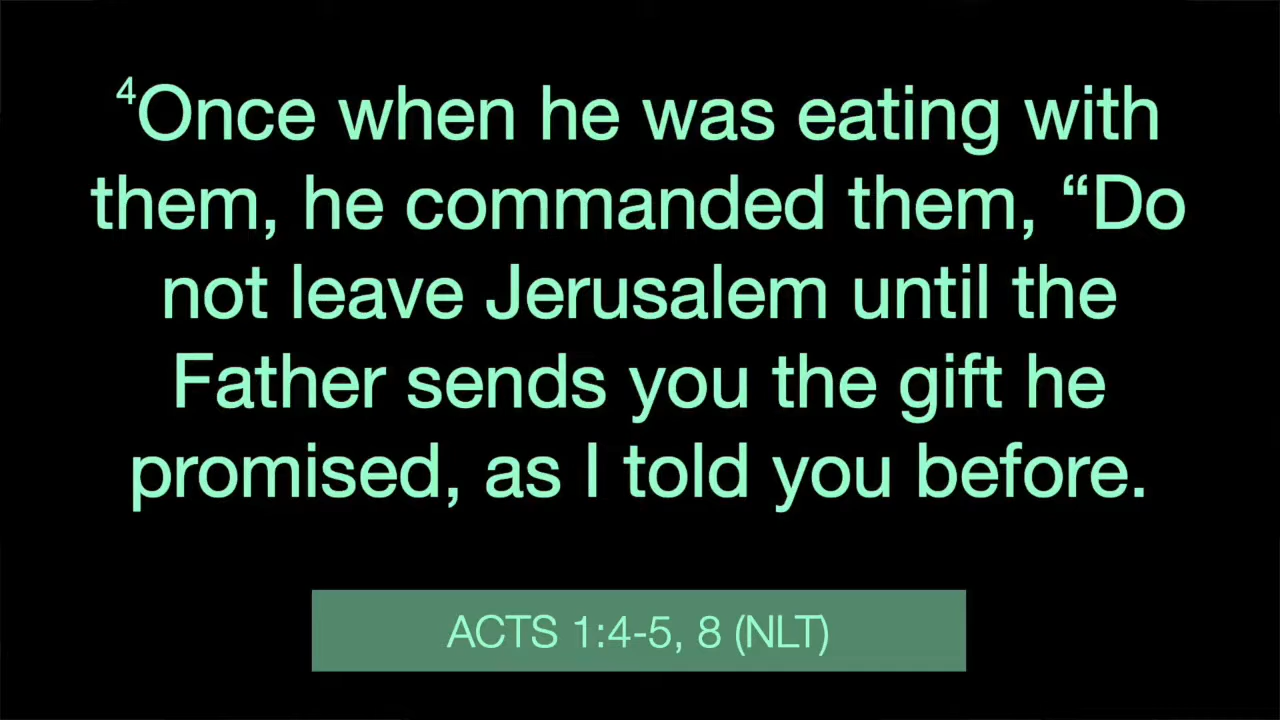 ⁴Once when he was eating with
them, he commanded them, “Do
not leave Jerusalem until the
Father sends you the gift he
promised, as I told you before.
ACTS 1:4-5, 8 (NLT)